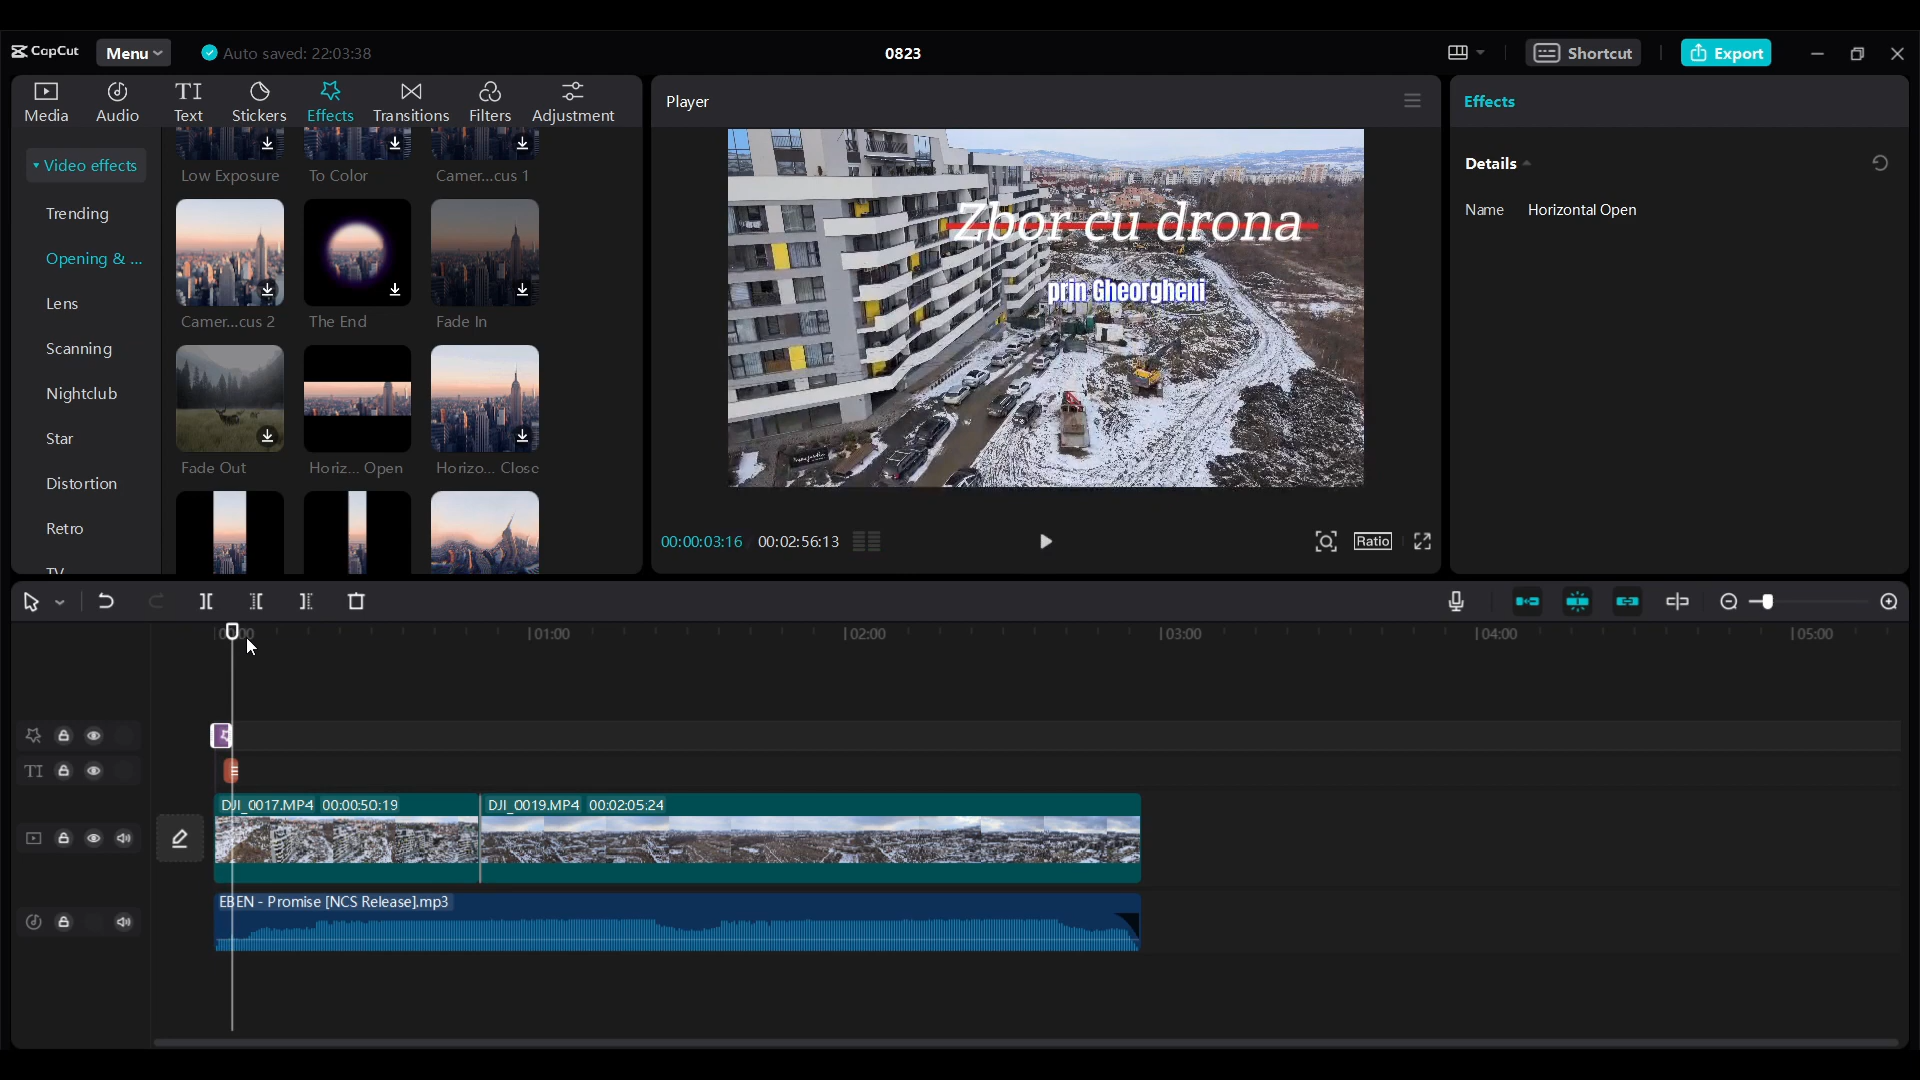 CapCut
Menu
Auto saved: 22:03:38
0823
Shortcut
Export
Media
Audio
Text
Stickers
Effects
Transitions
Filters
Adjustment
Video effects
Trending
Opening & ...
Lens
Scanning
Nightclub
Star
Distortion
Retro
TV
Low Exposure
To Color
Camer...cus 1
Camer...cus 2
The End
Fade In
Fade Out
Horiz... Open
Horizo... Close
Player
Zbor cu drona
prin Gheorgheni
00:00:03:16
00:02:56:13
Ratio
Effects
Details
Name
Horizontal Open
00:00
01:00
02:00
03:00
04:00
05:00
TI
DJI_0017.MP4 00:00:50:19
DJI_0019.MP4 00:02:05:24
EBEN - Promise [NCS Release].mp3